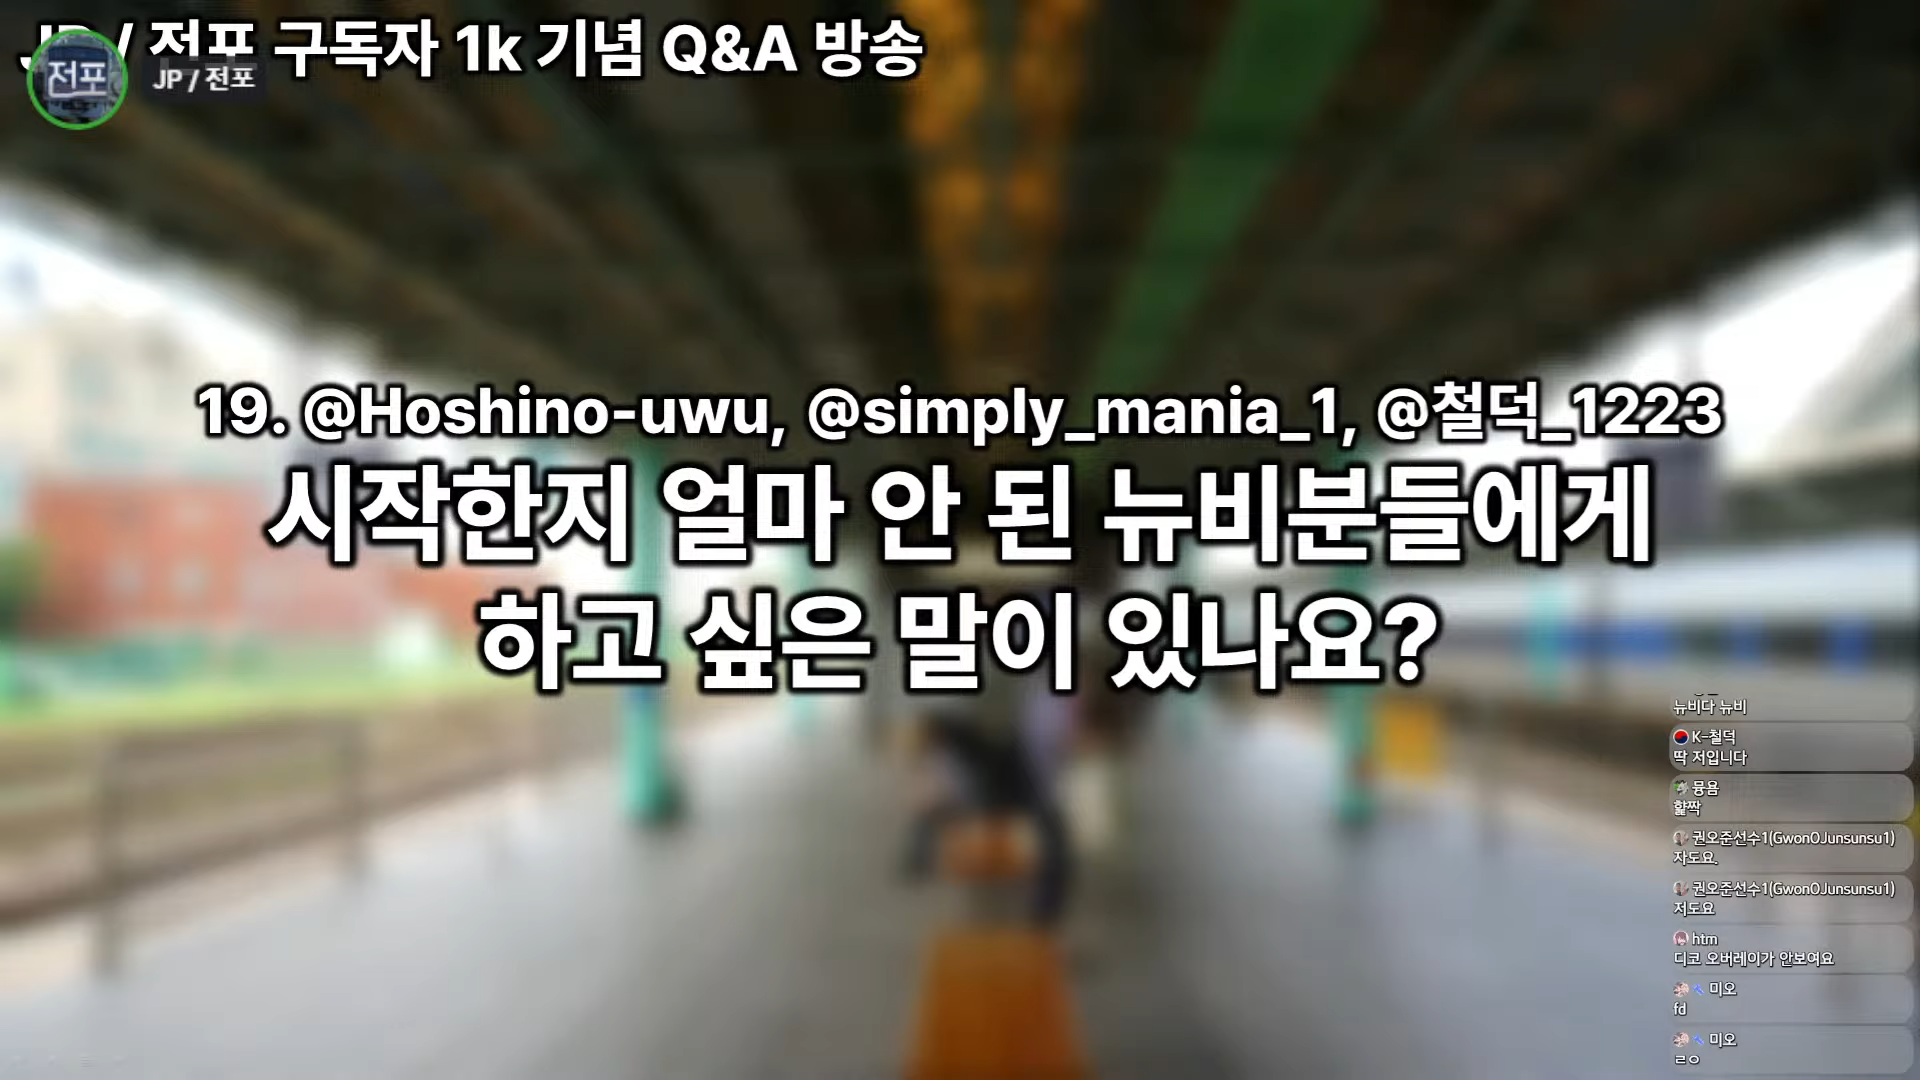 JP / 전포 구독자 1k 기념 Q&A 방송
전포
JP / 전포
19. @Hoshino-uwu, @simply_mania_1, @철덕_1223
시작한지 얼마 안 된 뉴비분들에게
하고 싶은 말이 있나요?
뉴비다 뉴비
K-철덕
딱 저입니다
뮹욤
핥짝
권오준선수1(GwonOJunsunsu1)
자도요.
권오준선수1(GwonOJunsunsu1)
저도요
htm
디코 오버레이가 안보여요
미오
fd
미오
ㄹㅇ